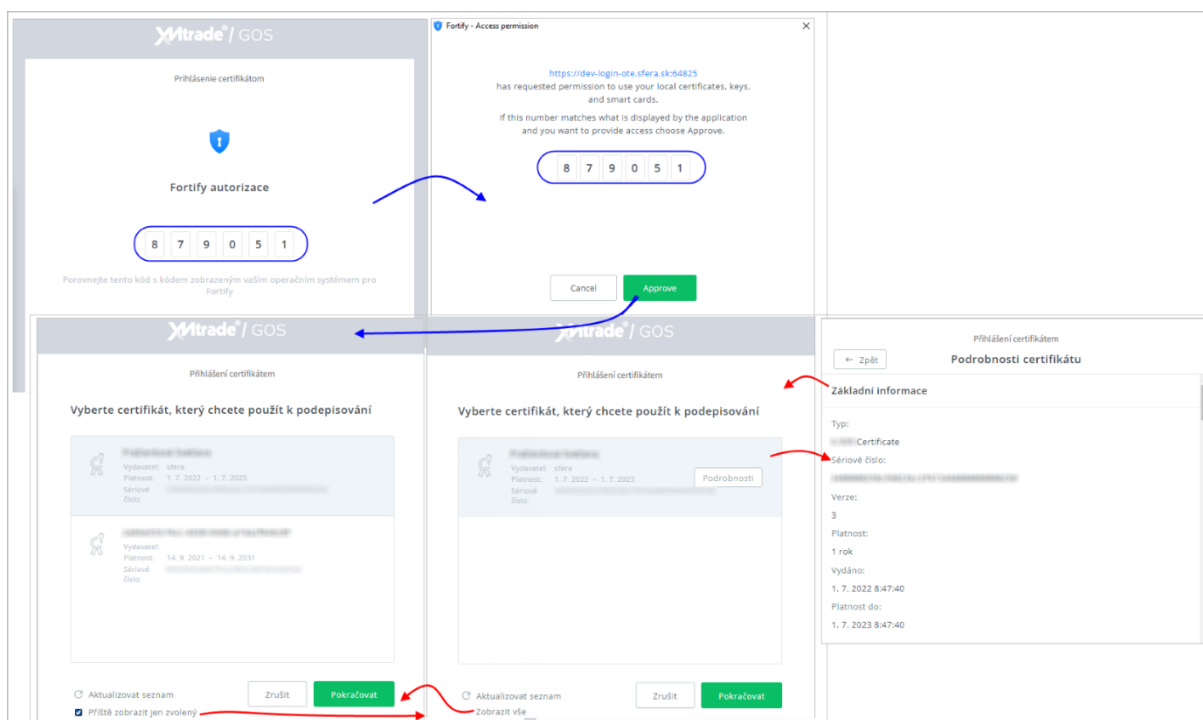 XMtrade®/ GOS
Prihlásenie certifikátom
Fortify autorizace
8 7 9 0 5 1
Porovnejte tento kód s kódem zobrazeným vaším operačním systémem pro
Fortify
Fortify - Access permission
https://dev-login-ote.sfera.sk:64825
has requested permission to use your local certificates, keys,
and smart cards.
If this number matches what is displayed by the application
and you want to provide access choose Approve.
8 7 9 0 5 1
Cancel
Approve
XMtrade®/ GOS
Přihlášení certifikátem
Vyberte certifikát, který chcete použít k podepisování
Vydavatel: sfera
Platnost: 1. 7. 2022 – 1. 7. 2023
Sériové
číslo:
Vydavatel:
Platnost: 14. 9. 2021 – 14. 9. 2031
Sériové
číslo:
Aktualizovat seznam
Zrušit
Pokračovat
Příště zobrazit jen zvolený
XMtrade®/ GOS
Přihlášení certifikátem
Vyberte certifikát, který chcete použít k podepisování
Vydavatel: sfera
Platnost: 1. 7. 2022 – 1. 7. 2023
Sériové
číslo:
Podrobnosti
Aktualizovat seznam
Zrušit
Pokračovat
Zobrazit vše
Přihlášení certifikátem
← Zpět
Podrobnosti certifikátu
Základní informace
Typ:
Certificate
Sériové číslo:
Verze:
3
Platnost:
1 rok
Vydáno:
1. 7. 2022 8:47:40
Platnost do:
1. 7. 2023 8:47:40